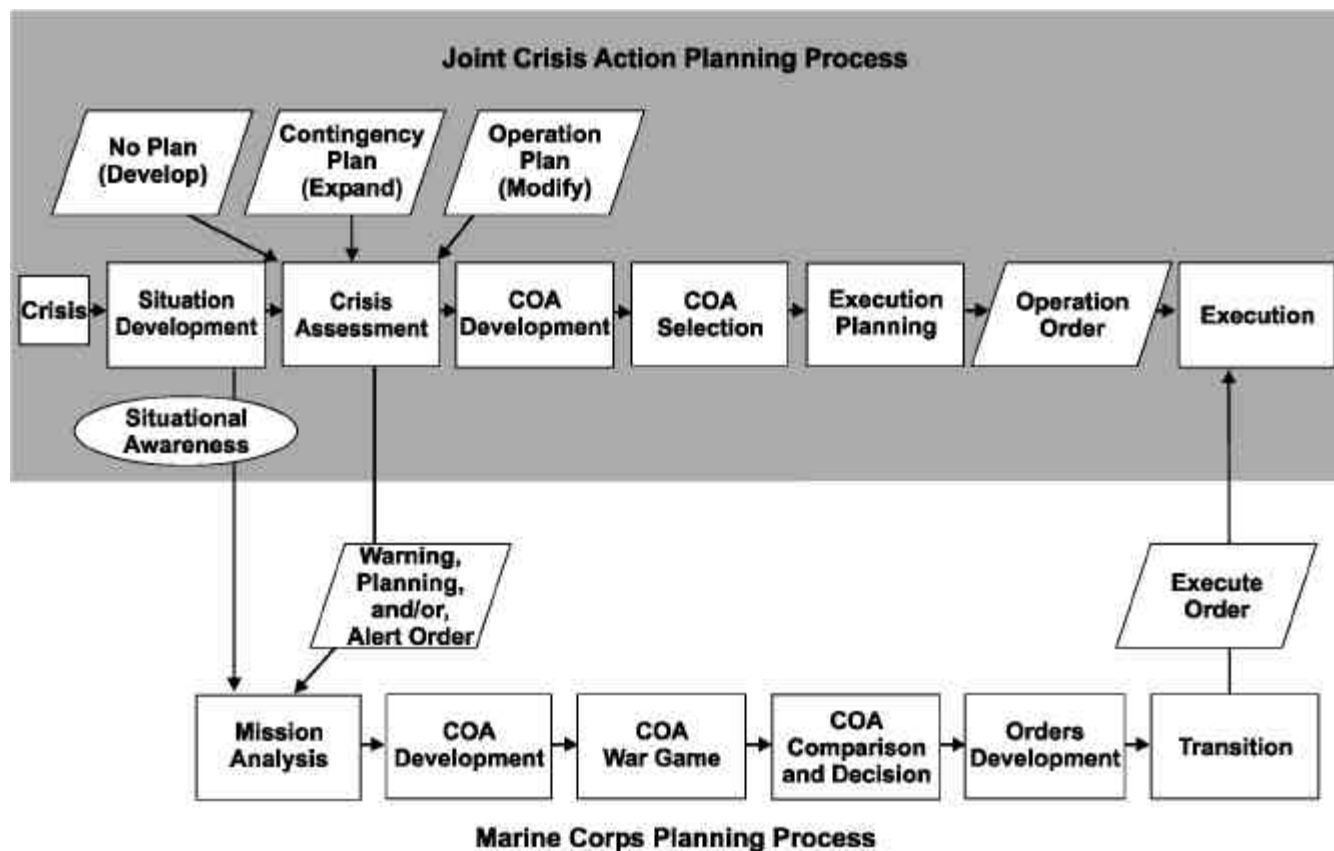 Joint Crisis Action Planning Process
No Plan
(Develop)
Contingency
Plan
(Expand)
Operation
Plan
(Modify)
Crisis
Situation
Development
Crisis
Assessment
COA
Development
COA
Selection
Execution
Planning
Operation
Order
Execution
Situational
Awareness
Warning,
Planning,
and/or,
Alert Order
Execute
Order
Mission
Analysis
COA
Development
COA
War Game
COA
Comparison
and Decision
Orders
Development
Transition
Marine Corps Planning Process